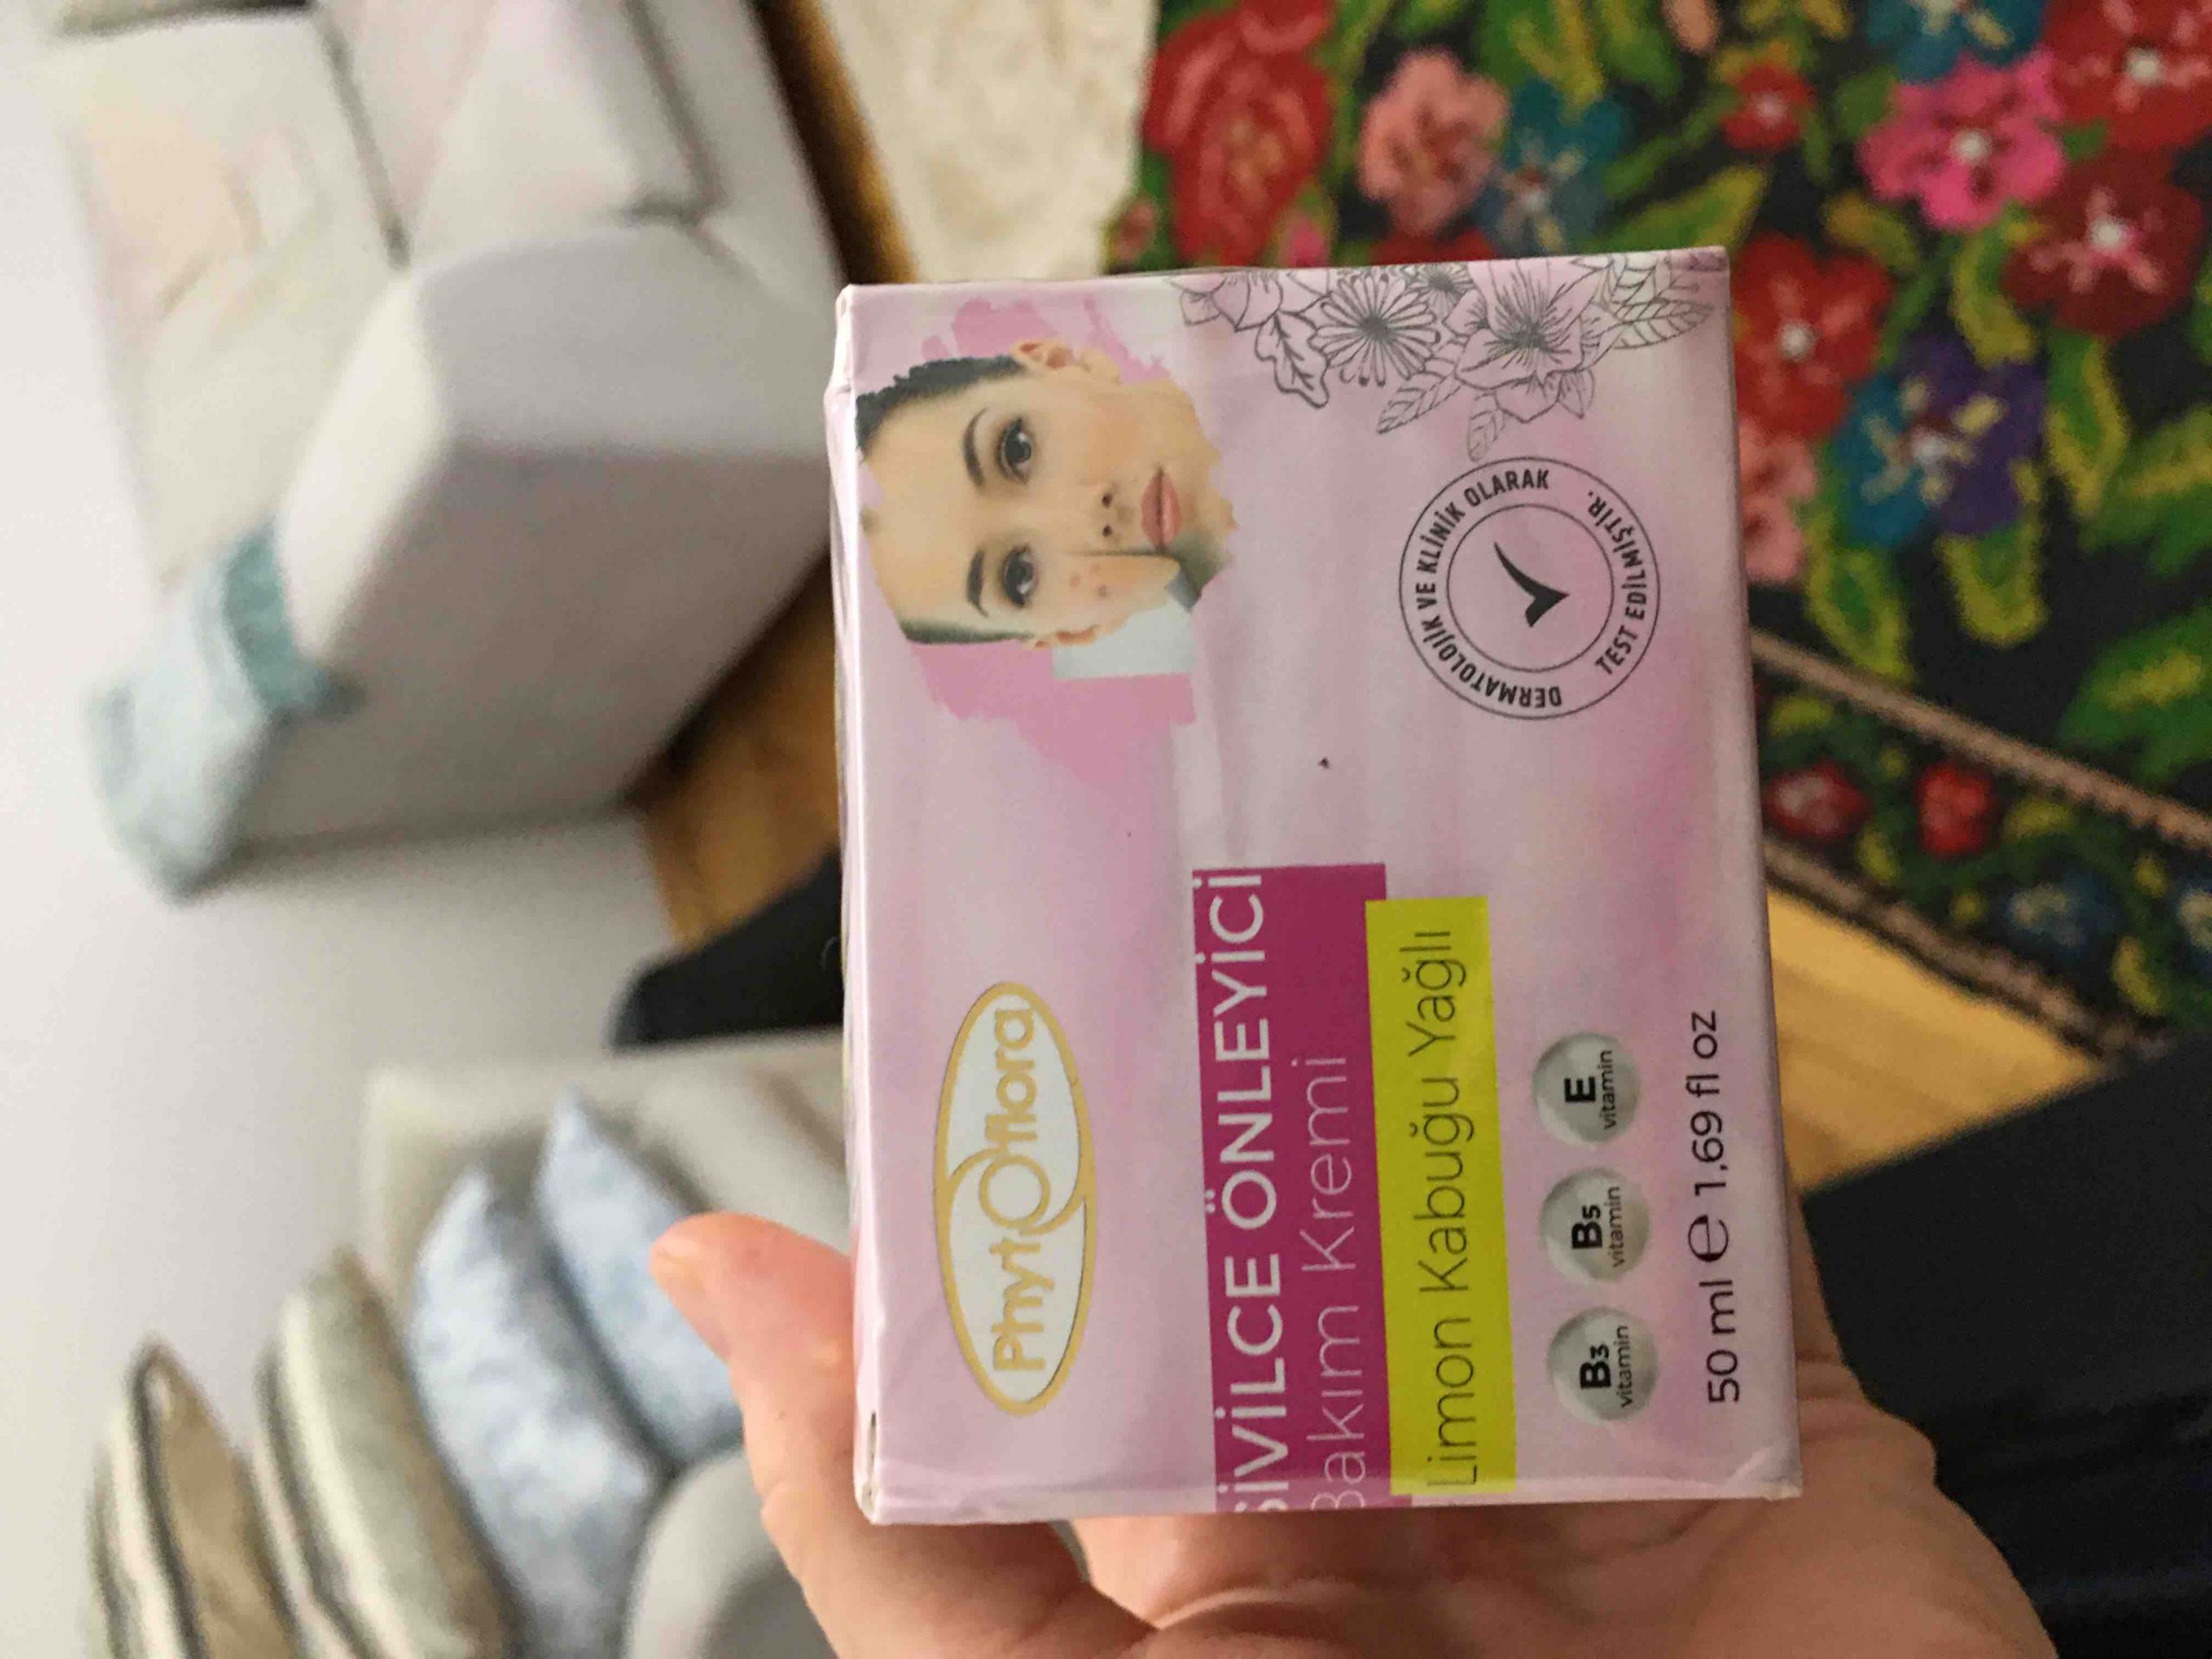 Phytoflora
SİVİLCE ÖNLEYİCİ
Bakım Kremi
Limon Kabuğu Yağlı
B3
vitamin
B5
vitamin
E
vitamin
50 ml e 1,69 fl oz
DERMATOLOJİK VE KLİNİK OLARAK
TEST EDİLMİŞTİR.